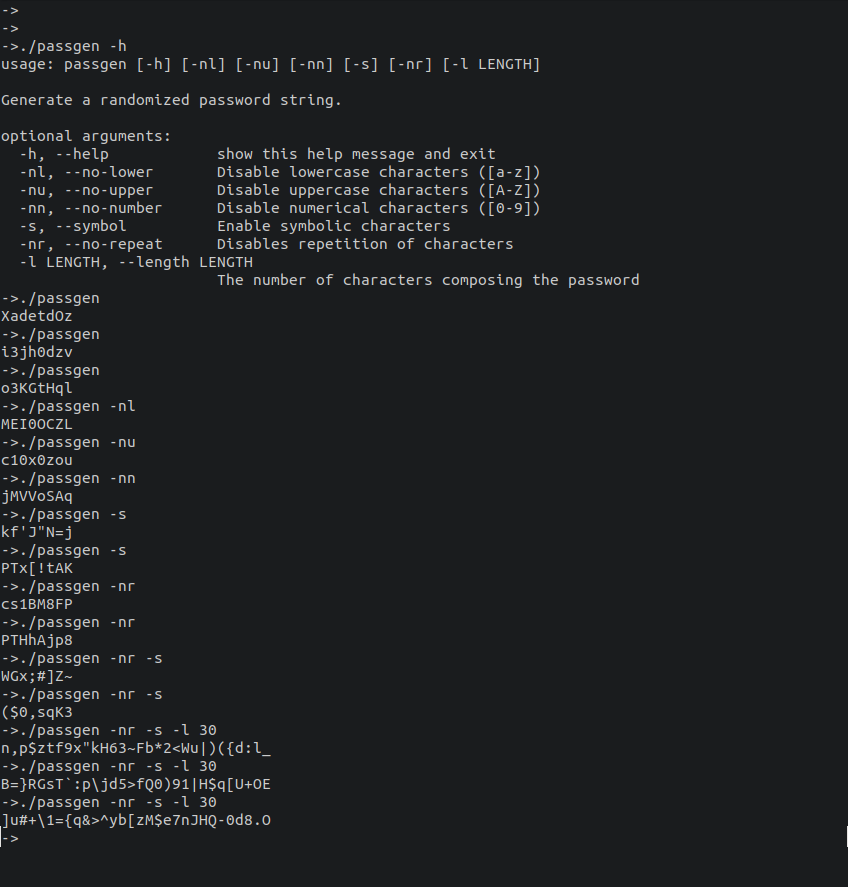 ->
->
->./passgen -h
usage: passgen [-h] [-nl] [-nu] [-nn] [-s] [-nr] [-l LENGTH]

Generate a randomized password string.

optional arguments:
  -h, --help            show this help message and exit
  -nl, --no-lower       Disable lowercase characters ([a-z])
  -nu, --no-upper       Disable uppercase characters ([A-Z])
  -nn, --no-number      Disable numerical characters ([0-9])
  -s, --symbol          Enable symbolic characters
  -nr, --no-repeat      Disables repetition of characters
  -l LENGTH, --length LENGTH
                        The number of characters composing the password
->./passgen
XadetdOz
->./passgen
i3jh0dzv
->./passgen
o3KGtHql
->./passgen -nl
MEI0OCZL
->./passgen -nu
c10x0zou
->./passgen -nn
jMVVoSAq
->./passgen -s
kf'J"N=j
->./passgen -s
PTx[!tAK
->./passgen -nr
cs1BM8FP
->./passgen -nr
PTHhAjp8
->./passgen -nr -s
WGx;#]Z~
->./passgen -nr -s
($0,sqK3
->./passgen -nr -s -l 30
n,p$ztf9x"kH63~Fb*2<Wu|)({d:l_
->./passgen -nr -s -l 30
B=}RGsT`:p\jd5>fQ0)91|H$q[U+OE
->./passgen -nr -s -l 30
]u#+\1={q&>^yb[zM$e7nJHQ-0d8.O
->